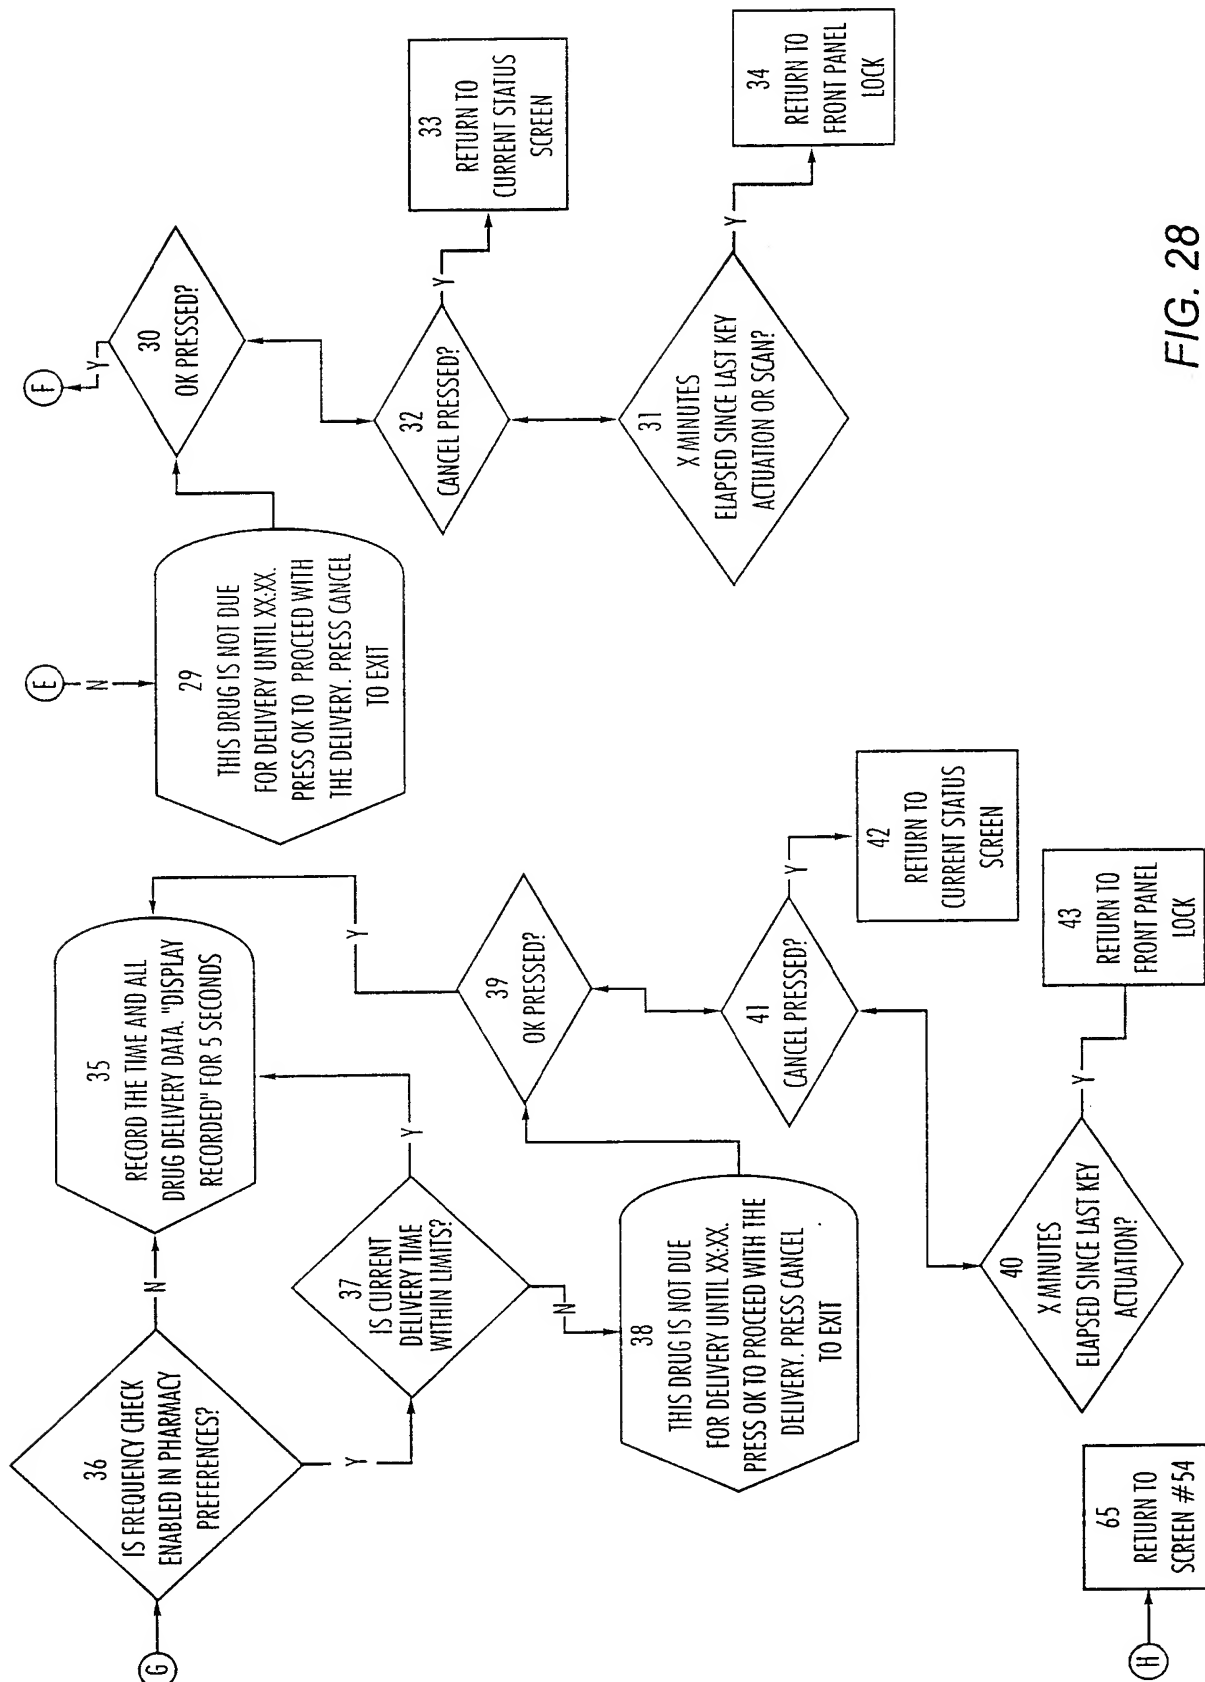 G
36
IS FREQUENCY CHECK
ENABLED IN PHARMACY
PREFERENCES?
N
Y
35
RECORD THE TIME AND ALL
DRUG DELIVERY DATA. "DISPLAY
RECORDED" FOR 5 SECONDS
37
IS CURRENT
DELIVERY TIME
WITHIN LIMITS?
Y
N
38
THIS DRUG IS NOT DUE
FOR DELIVERY UNTIL XX:XX.
PRESS OK TO PROCEED WITH THE
DELIVERY. PRESS CANCEL
TO EXIT
39
OK PRESSED?
Y
41
CANCEL PRESSED?
Y
42
RETURN TO
CURRENT STATUS
SCREEN
40
X MINUTES
ELAPSED SINCE LAST KEY
ACTUATION?
Y
43
RETURN TO
FRONT PANEL
LOCK
H
65
RETURN TO
SCREEN #54
E
N
29
THIS DRUG IS NOT DUE
FOR DELIVERY UNTIL XX:XX.
PRESS OK TO PROCEED WITH
THE DELIVERY. PRESS CANCEL
TO EXIT
F
Y
30
OK PRESSED?
32
CANCEL PRESSED?
Y
33
RETURN TO
CURRENT STATUS
SCREEN
31
X MINUTES
ELAPSED SINCE LAST KEY
ACTUATION OR SCAN?
Y
34
RETURN TO
FRONT PANEL
LOCK
FIG. 28